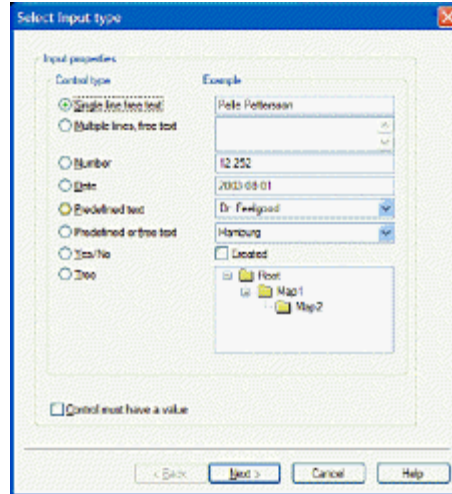 Select Input type
Input properties
Control type
Example
Single line free text
Pelle Pettersson
Multiple lines, free text
Number
12.252
Date
2003-08-01
Predefined text
Dr. Feelgood
Predefined or free text
Hamburg
Yes/No
Created
Tree
Root
Map1
Map2
Control must have a value
< Back
Next >
Cancel
Help